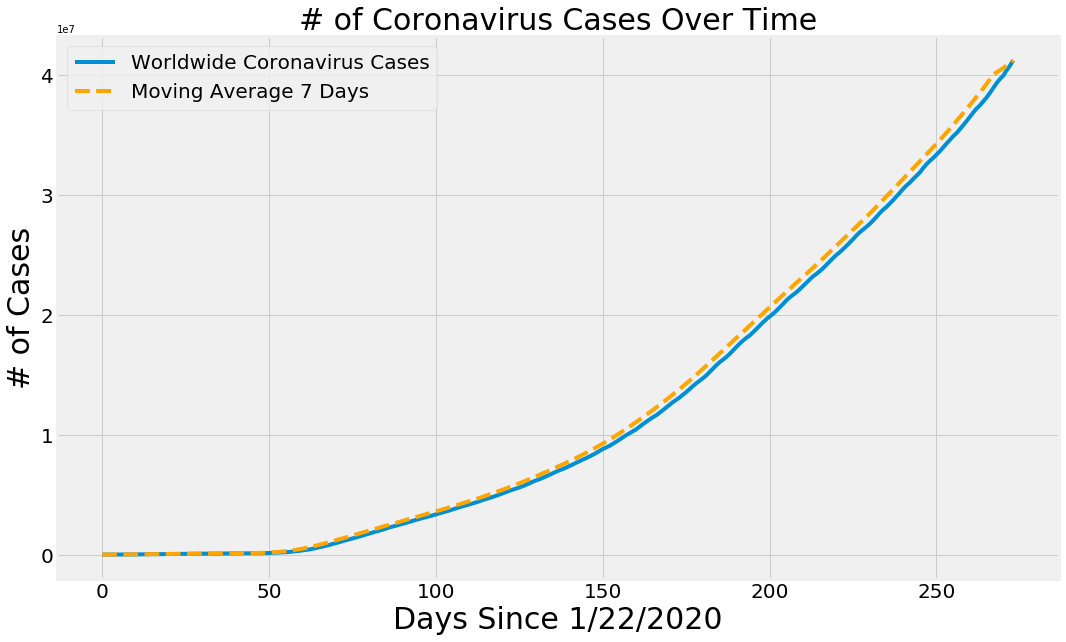 # of Coronavirus Cases Over Time
1e7
Worldwide Coronavirus Cases
Moving Average 7 Days
4
3
2
1
0
# of Cases
0 50 100 150 200 250
Days Since 1/22/2020